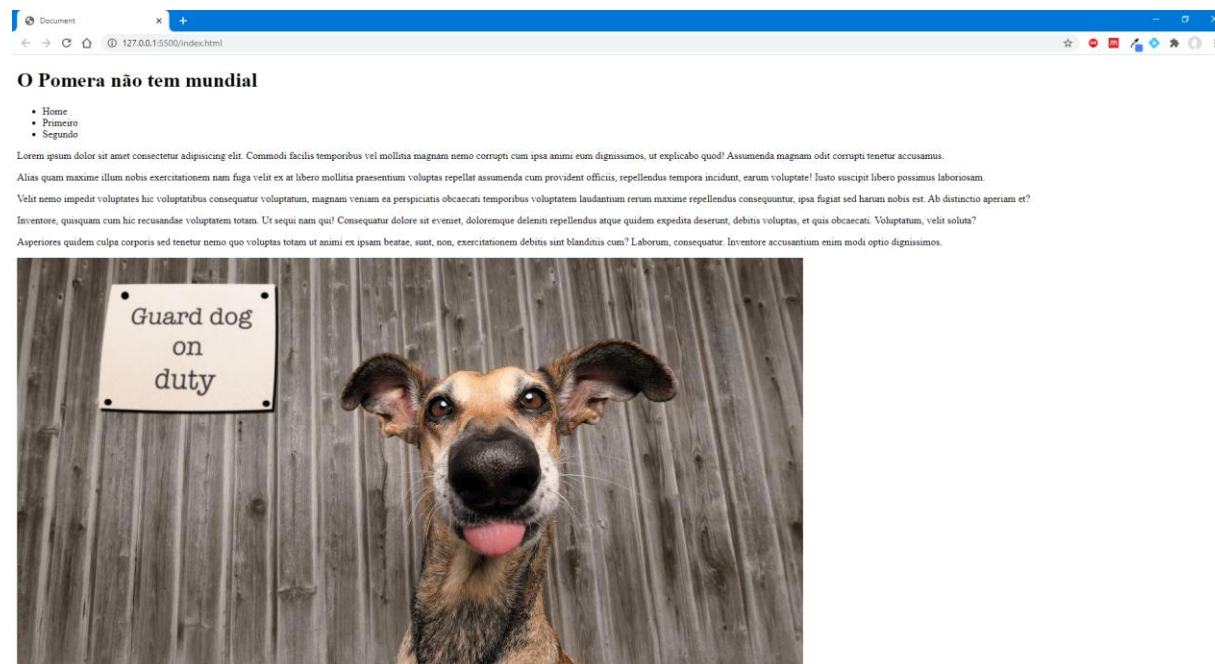 Document
127.0.0.1:5500/index.html
O Pomera não tem mundial
Home
Primeiro
Segundo
Lorem ipsum dolor sit amet consectetur adipisicing elit. Commodi facilis temporibus vel mollitia magnam nemo corrupti cum ipsa animi eum dignissimos, ut explicabo quod! Assumenda magnam odit corrupti tenetur accusamus.
Alias quam maxime illum nobis exercitationem nam fuga velit ex at libero mollitia praesentium voluptas repellat assumenda cum provident officiis, repellendus tempora incidunt, earum voluptate! Iusto suscipit libero possimus laboriosam.
Velit nemo impedit voluptates hic voluptatibus consequatur voluptatum, magnam veniam ea perspiciatis obcaecati temporibus voluptatem laudantium rerum maxime repellendus consequuntur, ipsa fugiat sed harum nobis est. Ab distinctio aperiam et?
Inventore, quisquam cum hic recusandae voluptatem totam. Ut sequi nam qui! Consequatur dolore sit eveniet, doloremque deleniti repellendus atque quidem expedita deserunt, debitis voluptas, et quis obcaecati. Voluptatum, velit soluta?
Asperiores quidem culpa corporis sed tenetur nemo quo voluptas totam ut animi ex ipsam beatae, sunt, non, exercitationem debitis sint blanditiis cum? Laborum, consequatur. Inventore accusantium enim modi optio dignissimos.
Guard dog
on
duty